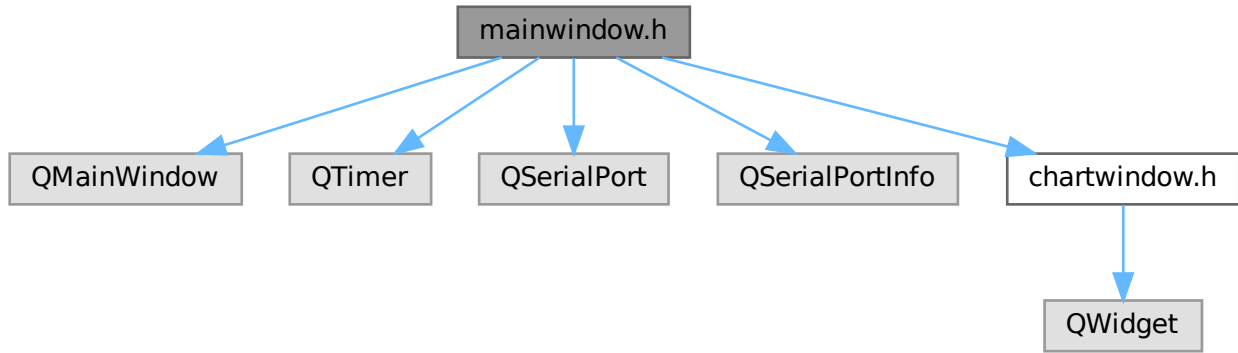 mainwindow.h
QMainWindow
QTimer
QSerialPort
QSerialPortInfo
chartwindow.h
QWidget